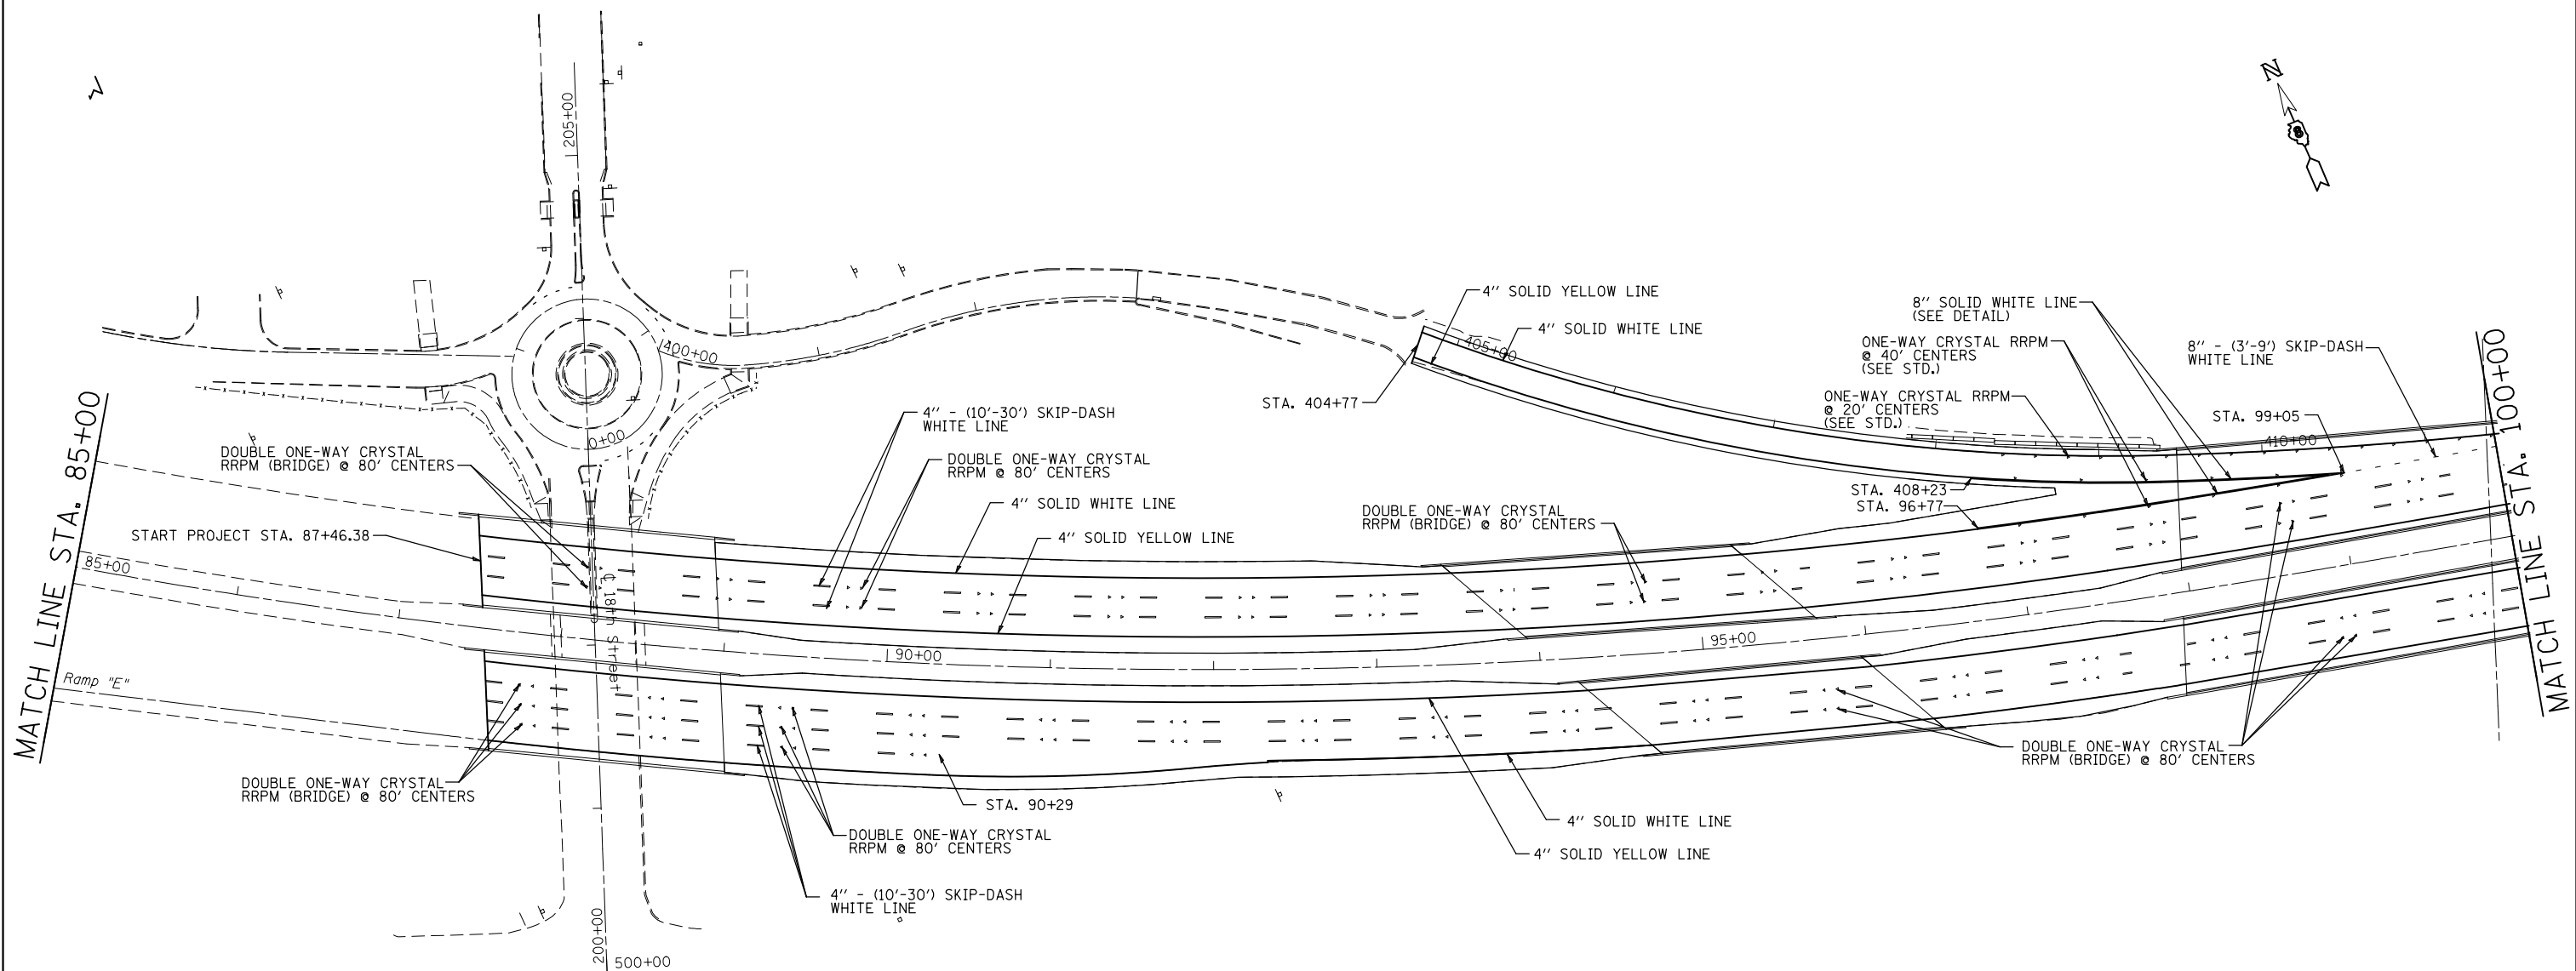 205+00
N
400+00
0+00
4'' SOLID YELLOW LINE
4'' SOLID WHITE LINE
405+00
STA. 404+77
8'' SOLID WHITE LINE
(SEE DETAIL)
ONE-WAY CRYSTAL RRPM
@ 40' CENTERS
(SEE STD.)
ONE-WAY CRYSTAL RRPM
@ 20' CENTERS
(SEE STD.)
8'' - (3'-9') SKIP-DASH
WHITE LINE
STA. 99+05
410+00
MATCH LINE STA. 100+00
MATCH LINE STA. 85+00
DOUBLE ONE-WAY CRYSTAL
RRPM (BRIDGE) @ 80' CENTERS
4'' - (10'-30') SKIP-DASH
WHITE LINE
DOUBLE ONE-WAY CRYSTAL
RRPM @ 80' CENTERS
4'' SOLID WHITE LINE
4'' SOLID YELLOW LINE
DOUBLE ONE-WAY CRYSTAL
RRPM (BRIDGE) @ 80' CENTERS
STA. 408+23
STA. 96+77
START PROJECT STA. 87+46.38
85+00
℄ 18th Street
90+00
95+00
Ramp "E"
DOUBLE ONE-WAY CRYSTAL
RRPM (BRIDGE) @ 80' CENTERS
STA. 90+29
DOUBLE ONE-WAY CRYSTAL
RRPM @ 80' CENTERS
4'' - (10'-30') SKIP-DASH
WHITE LINE
4'' SOLID WHITE LINE
4'' SOLID YELLOW LINE
DOUBLE ONE-WAY CRYSTAL
RRPM (BRIDGE) @ 80' CENTERS
200+00
500+00